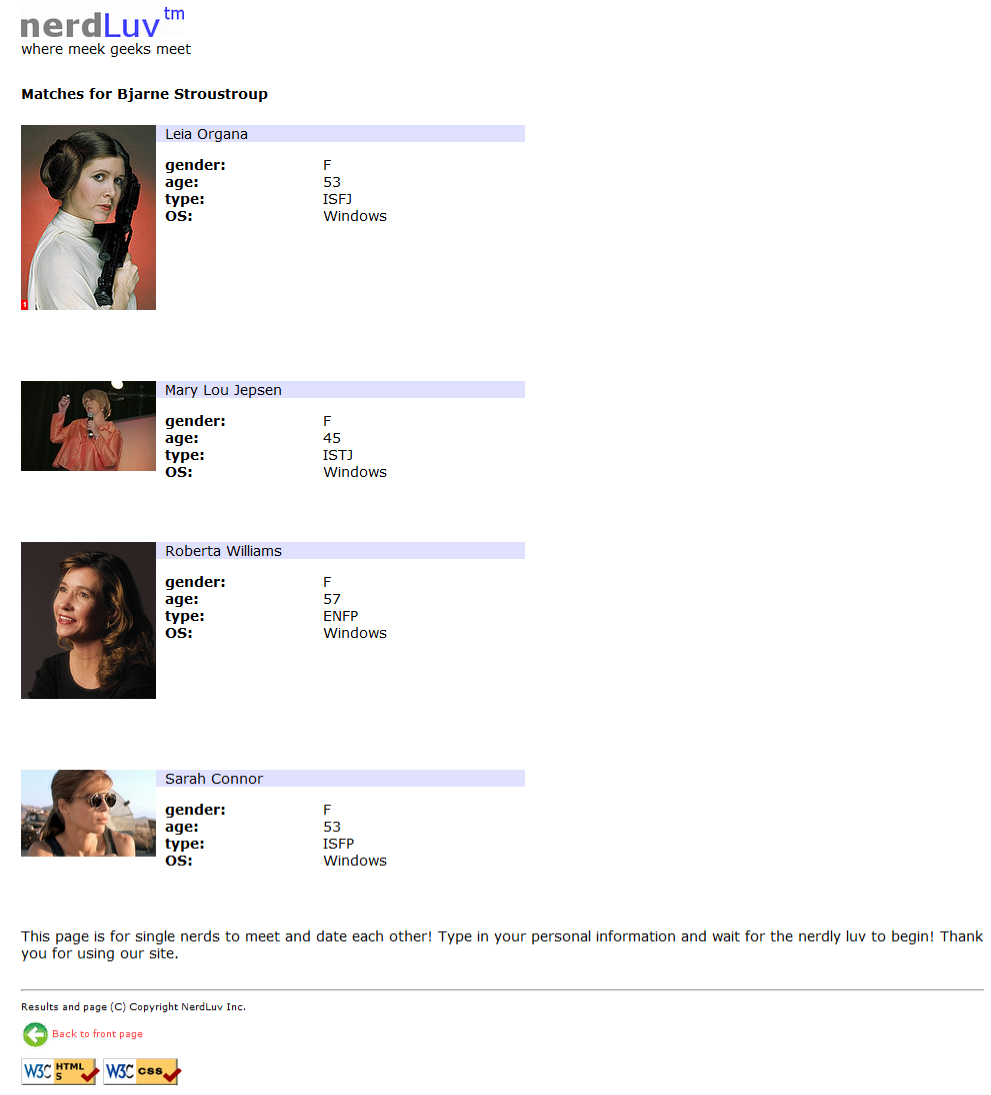 nerdLuv™
where meek geeks meet
Matches for Bjarne Stroustroup
Leia Organa
gender: F
age: 53
type: ISFJ
OS: Windows
1
Mary Lou Jepsen
gender: F
age: 45
type: ISTJ
OS: Windows
Roberta Williams
gender: F
age: 57
type: ENFP
OS: Windows
Sarah Connor
gender: F
age: 53
type: ISFP
OS: Windows
This page is for single nerds to meet and date each other! Type in your personal information and wait for the nerdly luv to begin! Thank
you for using our site.
Results and page (C) Copyright NerdLuv Inc.
Back to front page
W3C HTML 5 W3C css